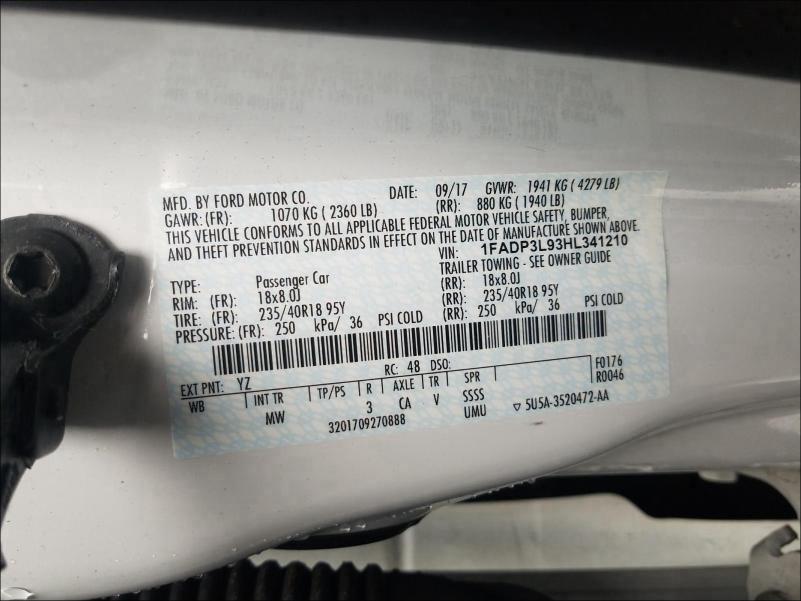 MFD. BY FORD MOTOR CO. DATE: 09/17 GVWR: 1941 KG ( 4279 LB)
GAWR: (FR): 1070 KG ( 2360 LB) (RR): 880 KG ( 1940 LB)
THIS VEHICLE CONFORMS TO ALL APPLICABLE FEDERAL MOTOR VEHICLE SAFETY, BUMPER,
AND THEFT PREVENTION STANDARDS IN EFFECT ON THE DATE OF MANUFACTURE SHOWN ABOVE.
VIN: 1FADP3L93HL341210
TYPE: Passenger Car TRAILER TOWING - SEE OWNER GUIDE
RIM: (FR): 18x8.0J (RR): 18x8.0J
TIRE: (FR): 235/40R18 95Y (RR): 235/40R18 95Y
PRESSURE: (FR): 250 kPa/ 36 PSI COLD (RR): 250 kPa/ 36 PSI COLD
EXT PNT: YZ RC: 48 DSO: F0176
WB INT TR TP/PS R AXLE TR SPR R0046
MW 3 CA V SSSS
3201709270888 UMU ▽ 5U5A-3520472-AA